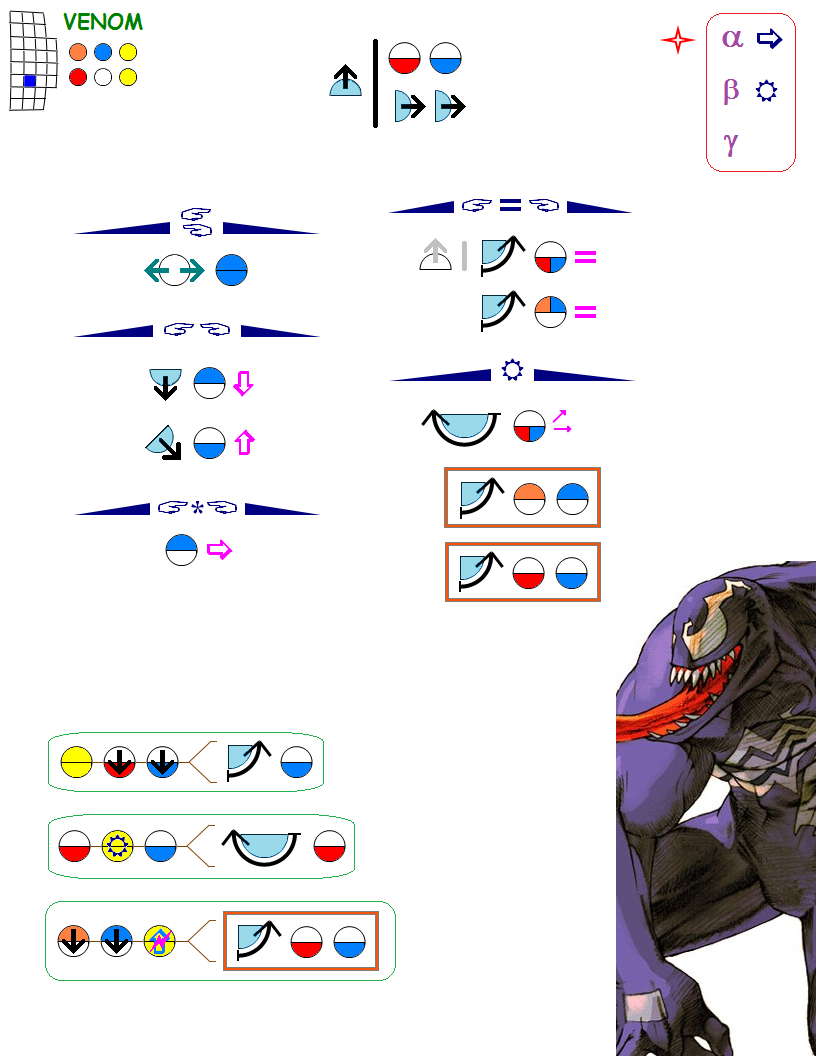 VENOM
α
β
γ
=
*
=
=